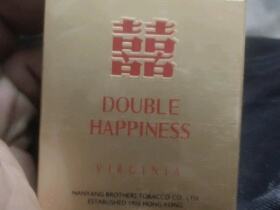 囍
DOUBLE
HAPPINESS
VIRGINIA
NANYANG BROTHERS TOBACCO CO., LTD
ESTABLISHED 1905 HONG KONG